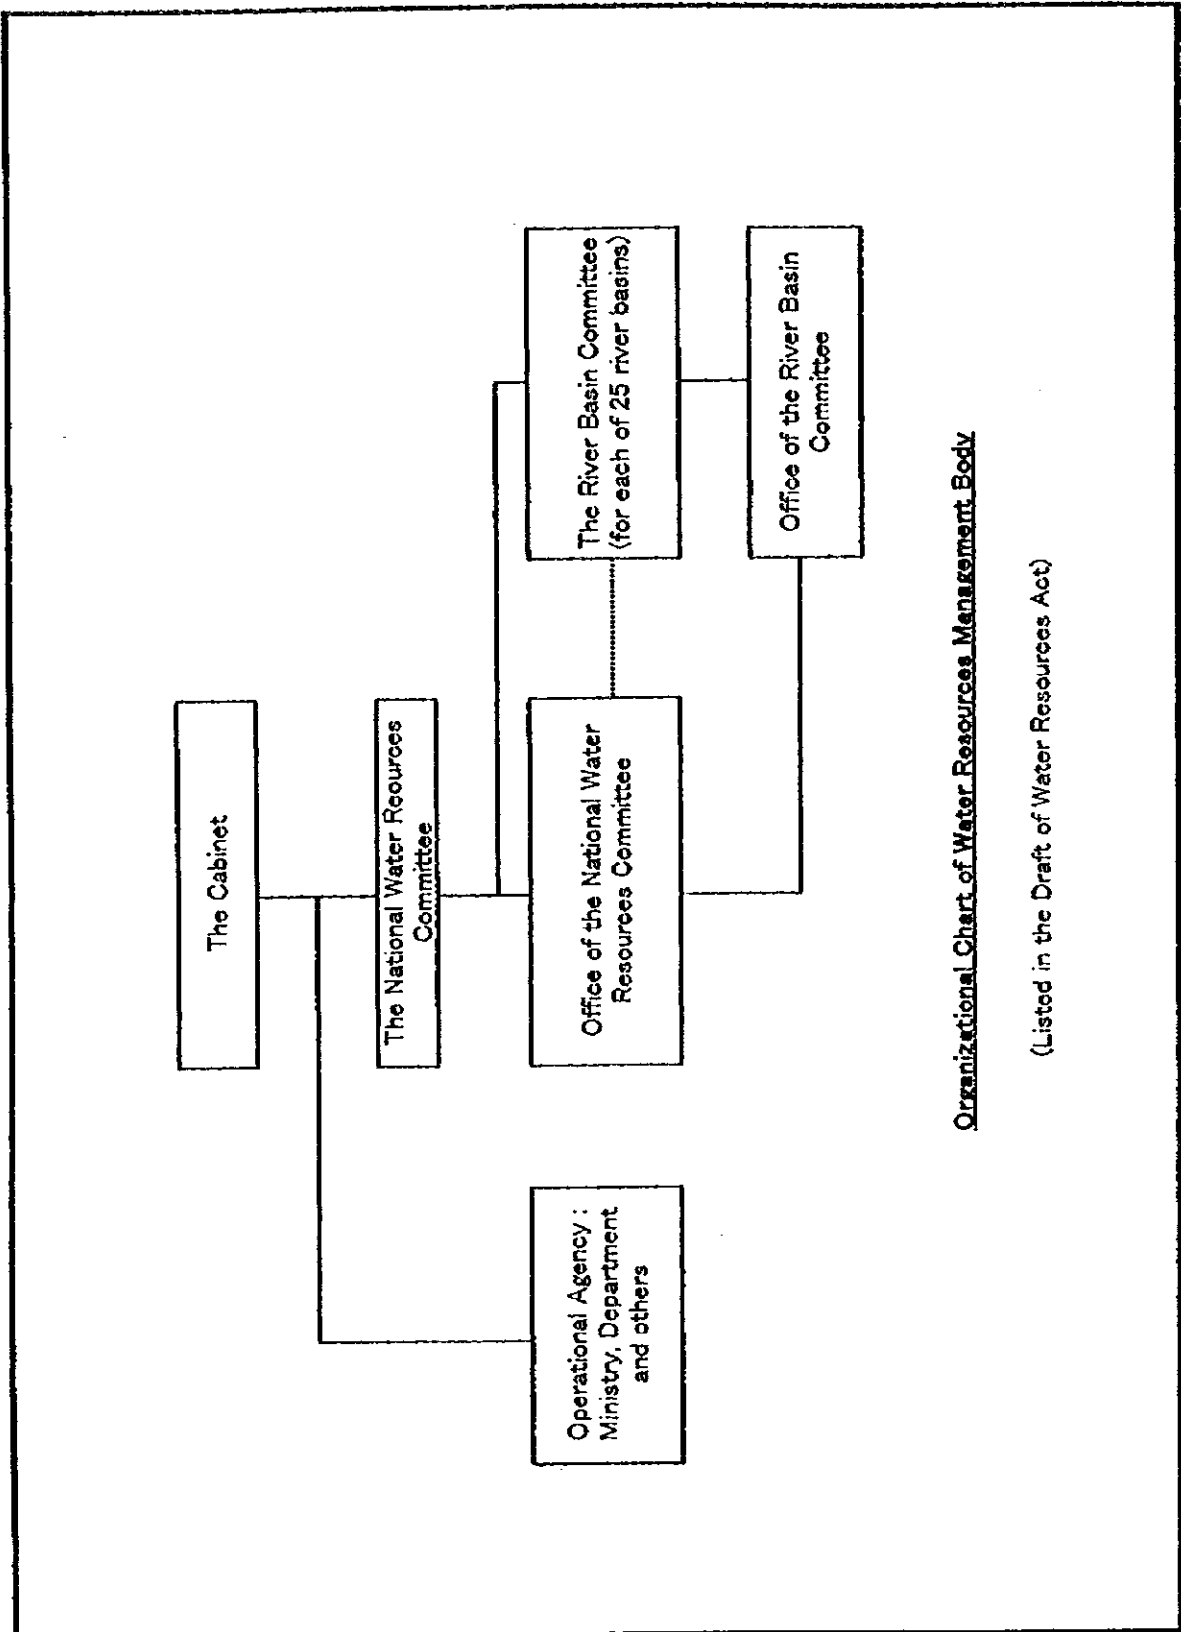 The Cabinet
The National Water Reources
Committee
Operational Agency :
Ministry, Department
and others
Office of the National Water
Resources Committee
The River Basin Committee
(for each of 25 river basins)
Office of the River Basin
Committee
Organizational Chart of Water Resources Management Body
(Listed in the Draft of Water Resources Act)